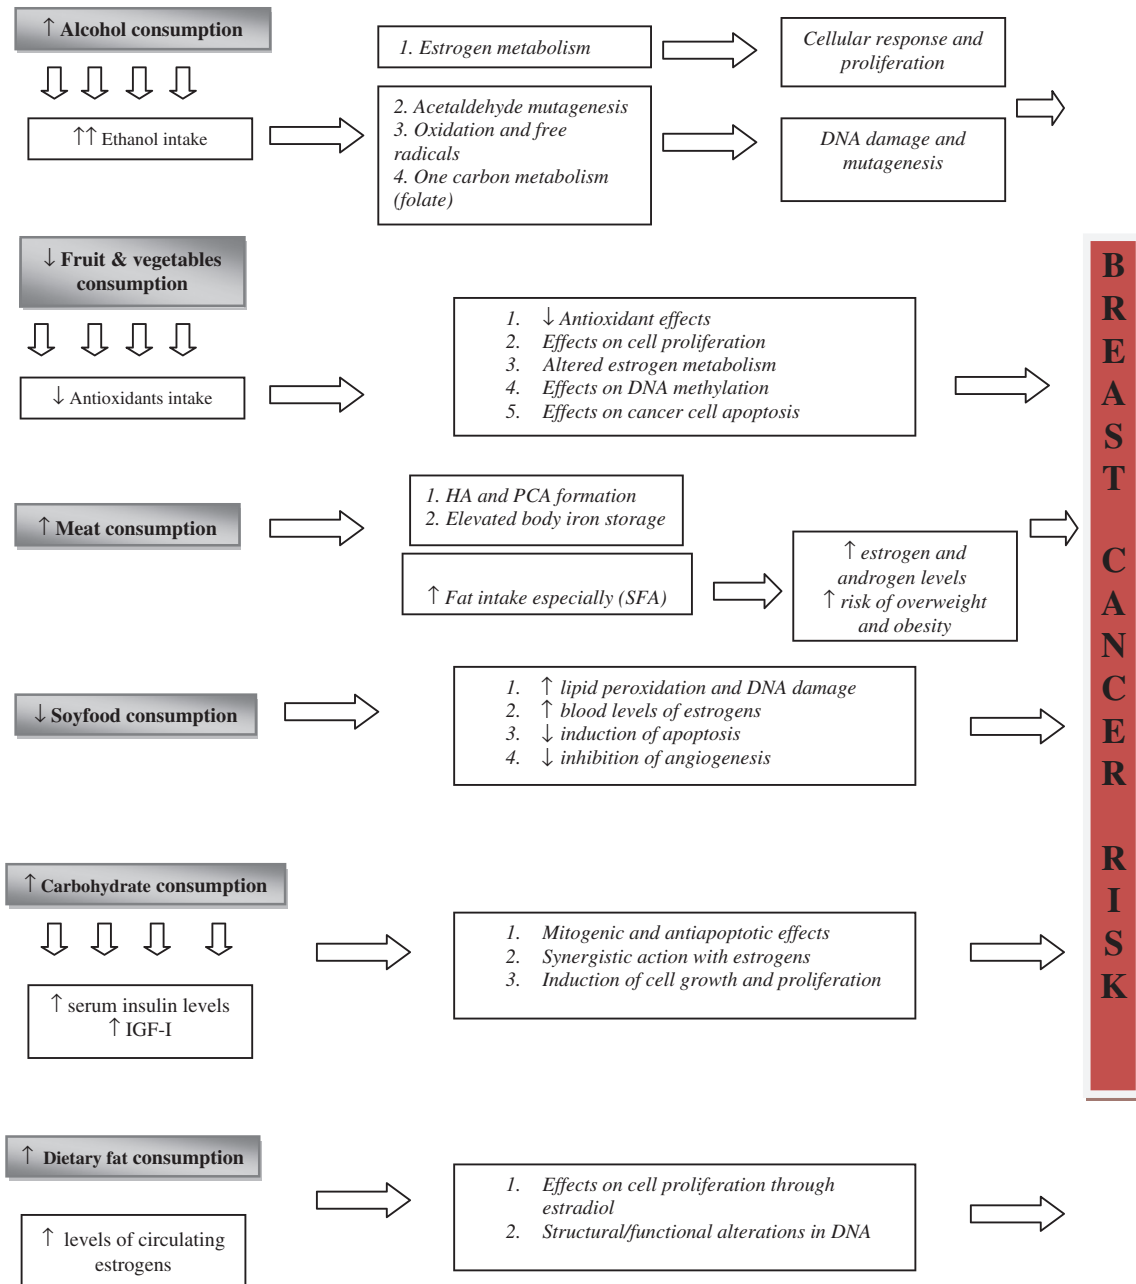 ↑ Alcohol consumption
↑↑ Ethanol intake
1. Estrogen metabolism
Cellular response and
proliferation
2. Acetaldehyde mutagenesis
3. Oxidation and free
radicals
4. One carbon metabolism
(folate)
DNA damage and
mutagenesis
↓ Fruit & vegetables
consumption
↓ Antioxidants intake
1. ↓ Antioxidant effects
2. Effects on cell proliferation
3. Altered estrogen metabolism
4. Effects on DNA methylation
5. Effects on cancer cell apoptosis
↑ Meat consumption
1. HA and PCA formation
2. Elevated body iron storage
↑ Fat intake especially (SFA)
↑ estrogen and
androgen levels
↑ risk of overweight
and obesity
↓ Soyfood consumption
1. ↑ lipid peroxidation and DNA damage
2. ↑ blood levels of estrogens
3. ↓ induction of apoptosis
4. ↓ inhibition of angiogenesis
↑ Carbohydrate consumption
↑ serum insulin levels
↑ IGF-I
1. Mitogenic and antiapoptotic effects
2. Synergistic action with estrogens
3. Induction of cell growth and proliferation
↑ Dietary fat consumption
↑ levels of circulating
estrogens
1. Effects on cell proliferation through
estradiol
2. Structural/functional alterations in DNA
BREAST CANCER RISK